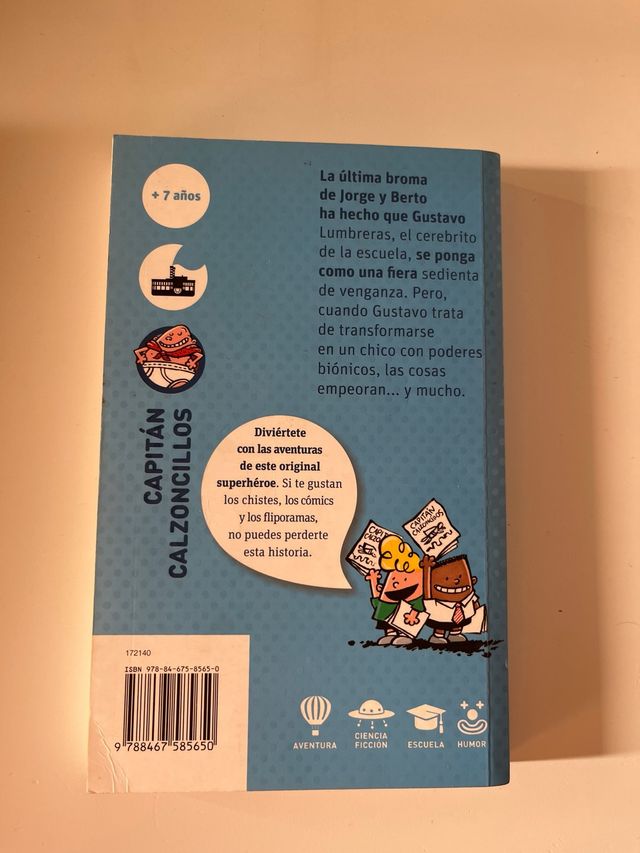 + 7 años
La última broma
de Jorge y Berto
ha hecho que Gustavo
Lumbreras, el cerebrito
de la escuela, se ponga
como una fiera sedienta
de venganza. Pero,
cuando Gustavo trata
de transformarse
en un chico con poderes
biónicos, las cosas
empeoran... y mucho.
CAPITÁN
CALZONCILLOS
Diviértete
con las aventuras
de este original
superhéroe. Si te gustan
los chistes, los cómics
y los fliporamas,
no puedes perderte
esta historia.
CAPITÁN
CALZONCILLOS
172140
ISBN 978-84-675-8565-0
9 788467 585650
AVENTURA
CIENCIA
FICCIÓN
ESCUELA
HUMOR